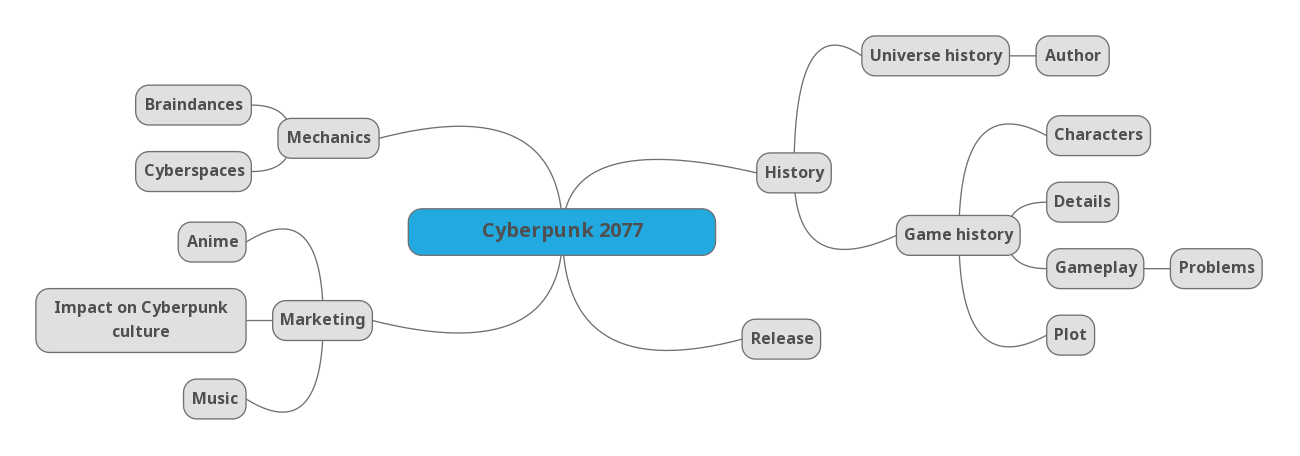 Cyberpunk 2077
History
Universe history
Author
Game history
Characters
Details
Gameplay
Problems
Plot
Release
Mechanics
Braindances
Cyberspaces
Marketing
Anime
Impact on Cyberpunk
culture
Music